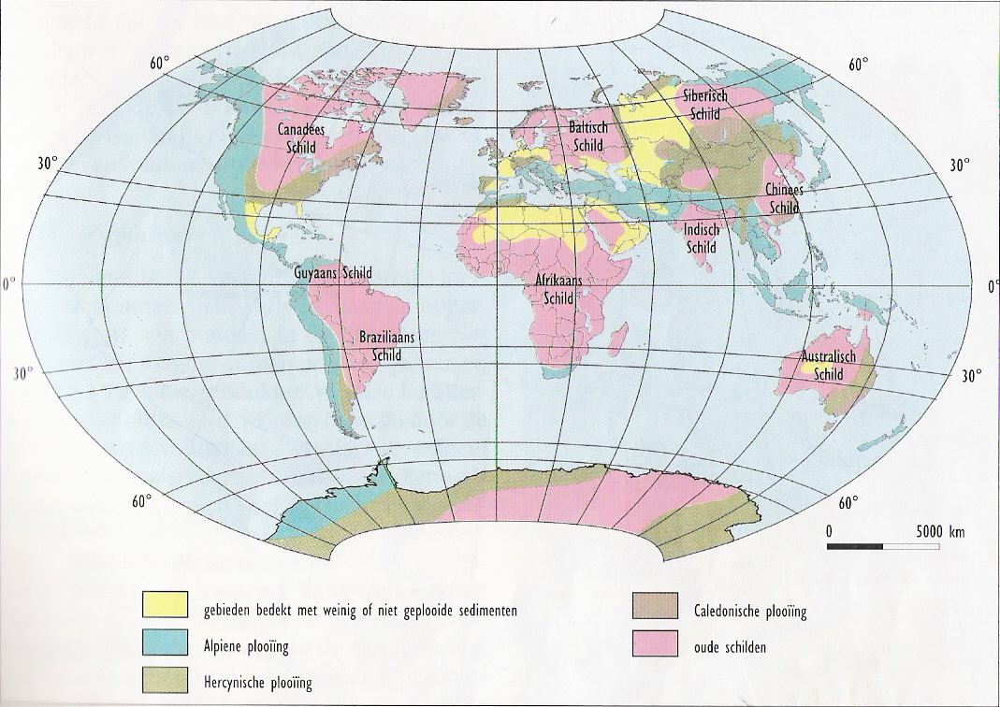 60°
60°
Siberisch
Schild
Canadees
Schild
Baltisch
Schild
30°
30°
Chinees
Schild
Indisch
Schild
Guyaans Schild
0°
0°
Afrikaans
Schild
Braziliaans
Schild
Australisch
Schild
30°
30°
60°
60°
0 5000 km
gebieden bedekt met weinig of niet geplooide sedimenten
Alpiene plooïing
Hercynische plooïing
Caledonische plooïing
oude schilden